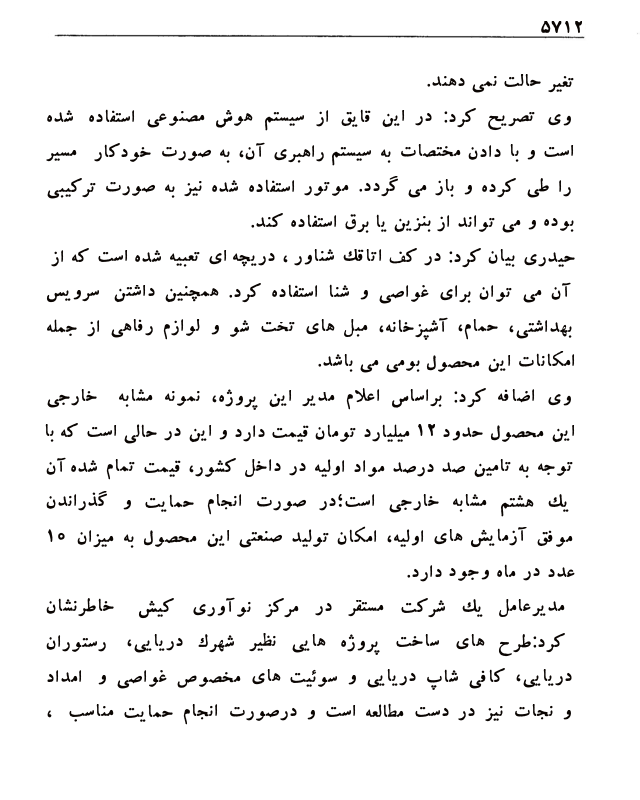 ۵۷۱۲
تغیر حالت نمی دهند.
وی تصریح کرد: در این قایق از سیستم هوش مصنوعی استفاده شده
است و با دادن مختصات به سیستم راهبری آن، به صورت خودکار مسیر
را طی کرده و باز می گردد. موتور استفاده شده نیز به صورت ترکیبی
بوده و می تواند از بنزین یا برق استفاده کند.
حیدری بیان کرد: در کف اتاقك شناور ، دریچه ای تعبیه شده است که از
آن می توان برای غواصی و شنا استفاده کرد. همچنین داشتن سرویس
بهداشتی، حمام، آشپزخانه، مبل های تخت شو و لوازم رفاهی از جمله
امکانات این محصول بومی می باشد.
وی اضافه کرد: براساس اعلام مدیر این پروژه، نمونه مشابه خارجی
این محصول حدود ۱۲ میلیارد تومان قیمت دارد و این در حالی است که با
توجه به تامین صد درصد مواد اولیه در داخل کشور، قیمت تمام شده آن
یك هشتم مشابه خارجی است؛در صورت انجام حمایت و گذراندن
موفق آزمایش های اولیه، امکان تولید صنعتی این محصول به میزان ۱۰
عدد در ماه وجود دارد.
مدیرعامل یك شرکت مستقر در مرکز نوآوری کیش خاطرنشان
کرد:طرح های ساخت پروژه هایی نظیر شهرك دریایی، رستوران
دریایی، کافی شاپ دریایی و سوئیت های مخصوص غواصی و امداد
و نجات نیز در دست مطالعه است و درصورت انجام حمایت مناسب ،